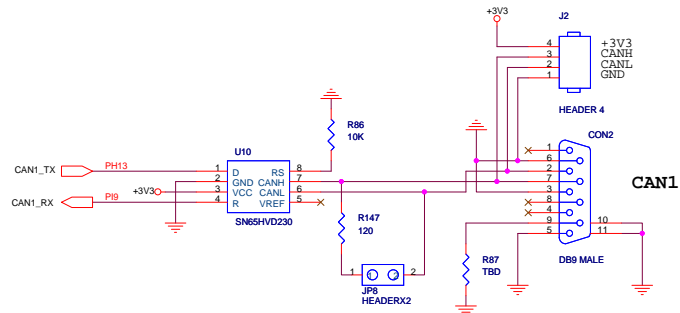 +3V3
J2
4 +3V3
3 CANH
2 CANL
1 GND
HEADER 4
R86
10K
CON2
U10
CAN1_TX PH13 1 D RS 8
2 GND CANH 7
+3V3 3 VCC CANL 6
CAN1_RX PI9 4 R VREF 5
SN65HVD230
1
6
2
7
3
8
4
9 10
5 11
CAN1
DB9 MALE
R147
120
R87
TBD
1 1 2 2
JP8
HEADERX2